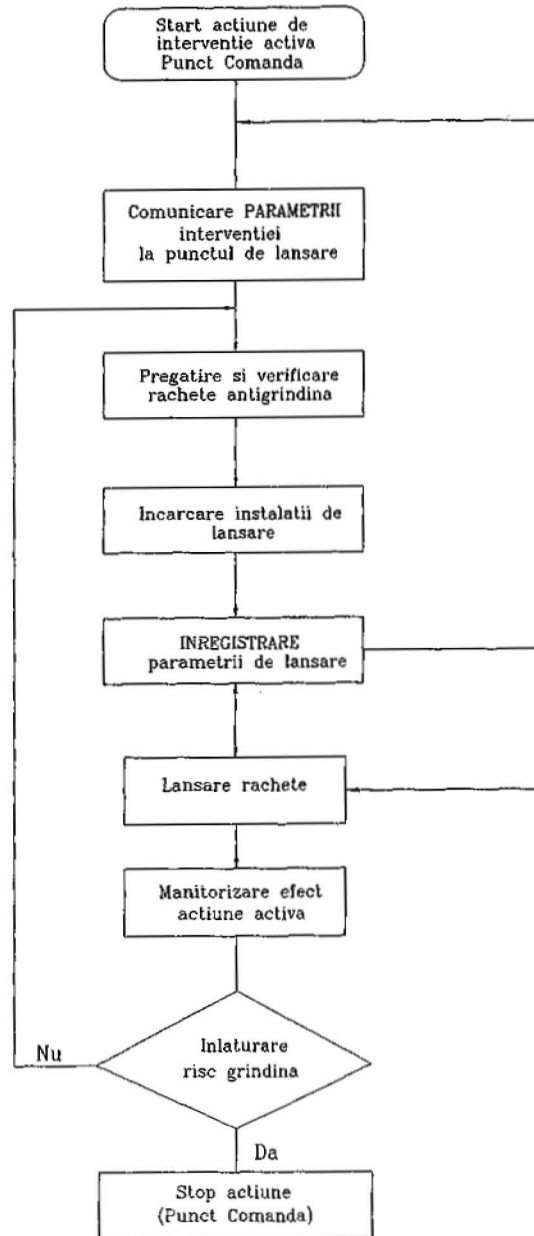 Start actiune de
interventie activa
Punct Comanda
Comunicare PARAMETRII
interventiei
la punctul de lansare
Pregatire si verificare
rachete antigrindina
Incarcare instalatii de
lansare
INREGISTRARE
parametrii de lansare
Lansare rachete
Manitorizare efect
actiune activa
Inlaturare
risc grindina
Nu
Da
Stop actiune
(Punct Comanda)